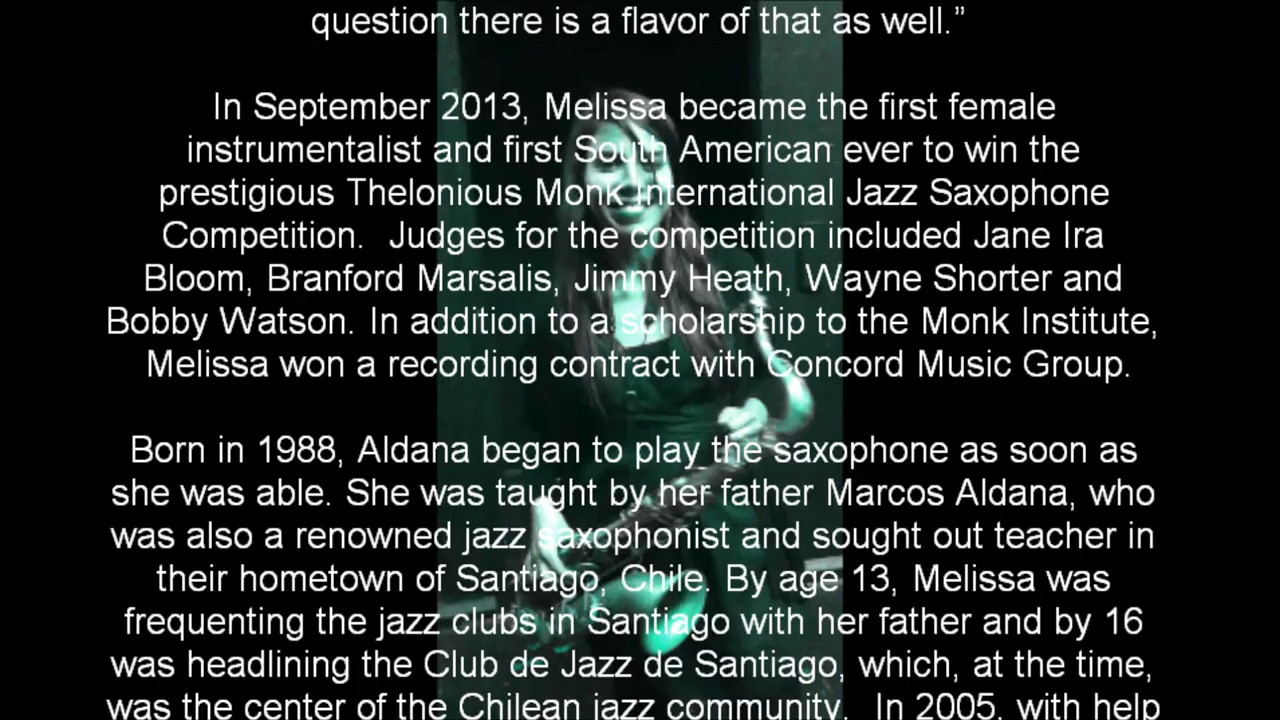 question there is a flavor of that as well.”
In September 2013, Melissa became the first female
instrumentalist and first South American ever to win the
prestigious Thelonious Monk International Jazz Saxophone
Competition.  Judges for the competition included Jane Ira
Bloom, Branford Marsalis, Jimmy Heath, Wayne Shorter and
Bobby Watson. In addition to a scholarship to the Monk Institute,
Melissa won a recording contract with Concord Music Group.
Born in 1988, Aldana began to play the saxophone as soon as
she was able. She was taught by her father Marcos Aldana, who
was also a renowned jazz saxophonist and sought out teacher in
their hometown of Santiago, Chile. By age 13, Melissa was
frequenting the jazz clubs in Santiago with her father and by 16
was headlining the Club de Jazz de Santiago, which, at the time,
was the center of the Chilean jazz community.  In 2005, with help